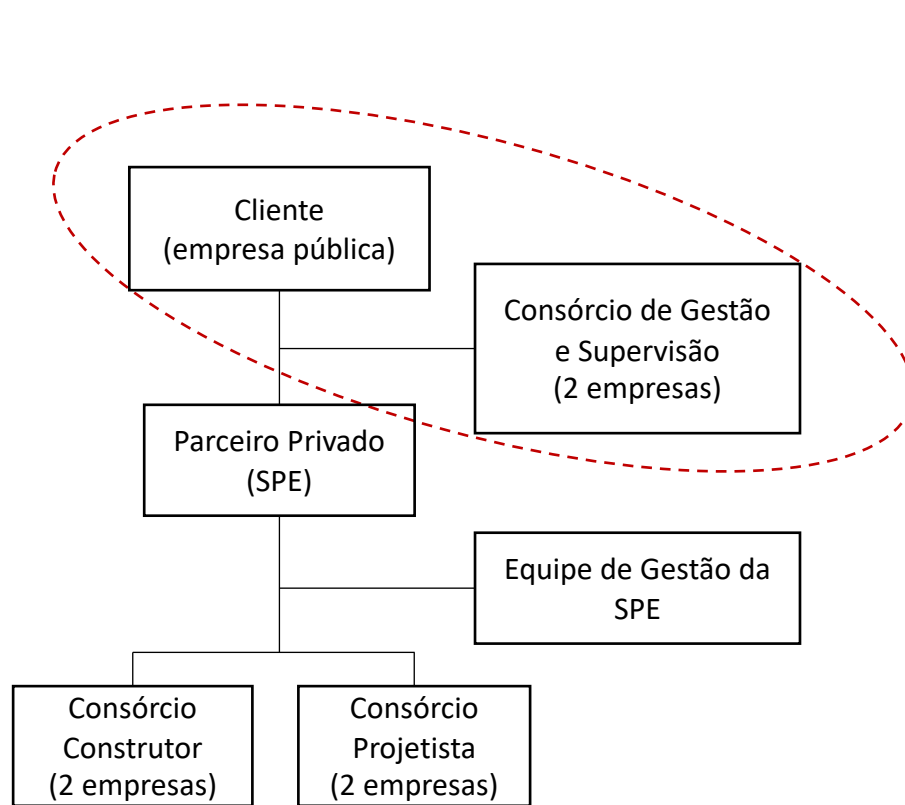 Cliente
(empresa pública)
Consórcio de Gestão
e Supervisão
(2 empresas)
Parceiro Privado
(SPE)
Equipe de Gestão da
SPE
Consórcio
Construtor
(2 empresas)
Consórcio
Projetista
(2 empresas)